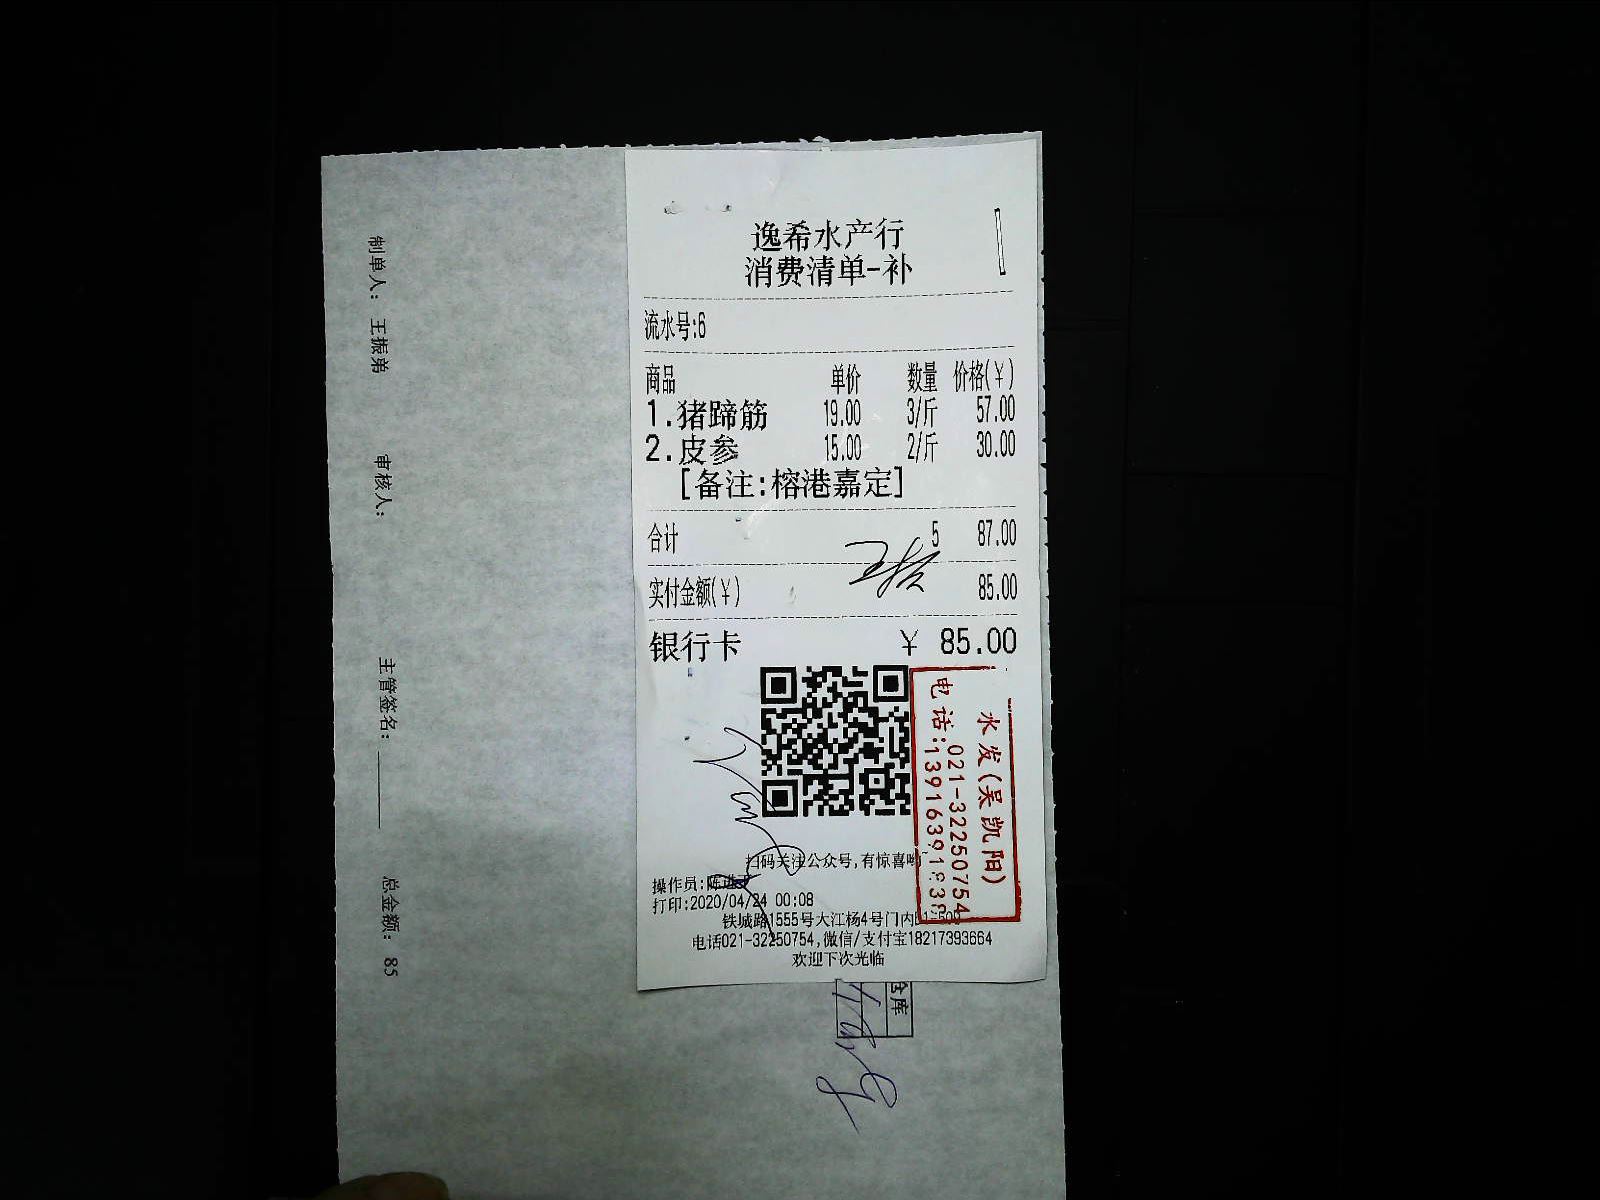 逸希水产行
消费清单-补
流水号:6
商品 单价 数量 价格(￥)
1.猪蹄筋 19.00 3/斤 57.00
2.皮参 15.00 2/斤 30.00
[备注:榕港嘉定]
合计 5 87.00
实付金额(￥) 85.00
银行卡 ￥ 85.00
水发(吴凯阳)
021-32250754
电话:13916391838
扫码关注公众号,有惊喜哟~
操作员:陈
打印:2020/04/24 00:08
铁城路1555号大江杨4号门内
电话021-32250754,微信/支付宝18217393664
欢迎下次光临
仓库
制单人: 王振弟 审核人: 主管签名: 总金额: 85